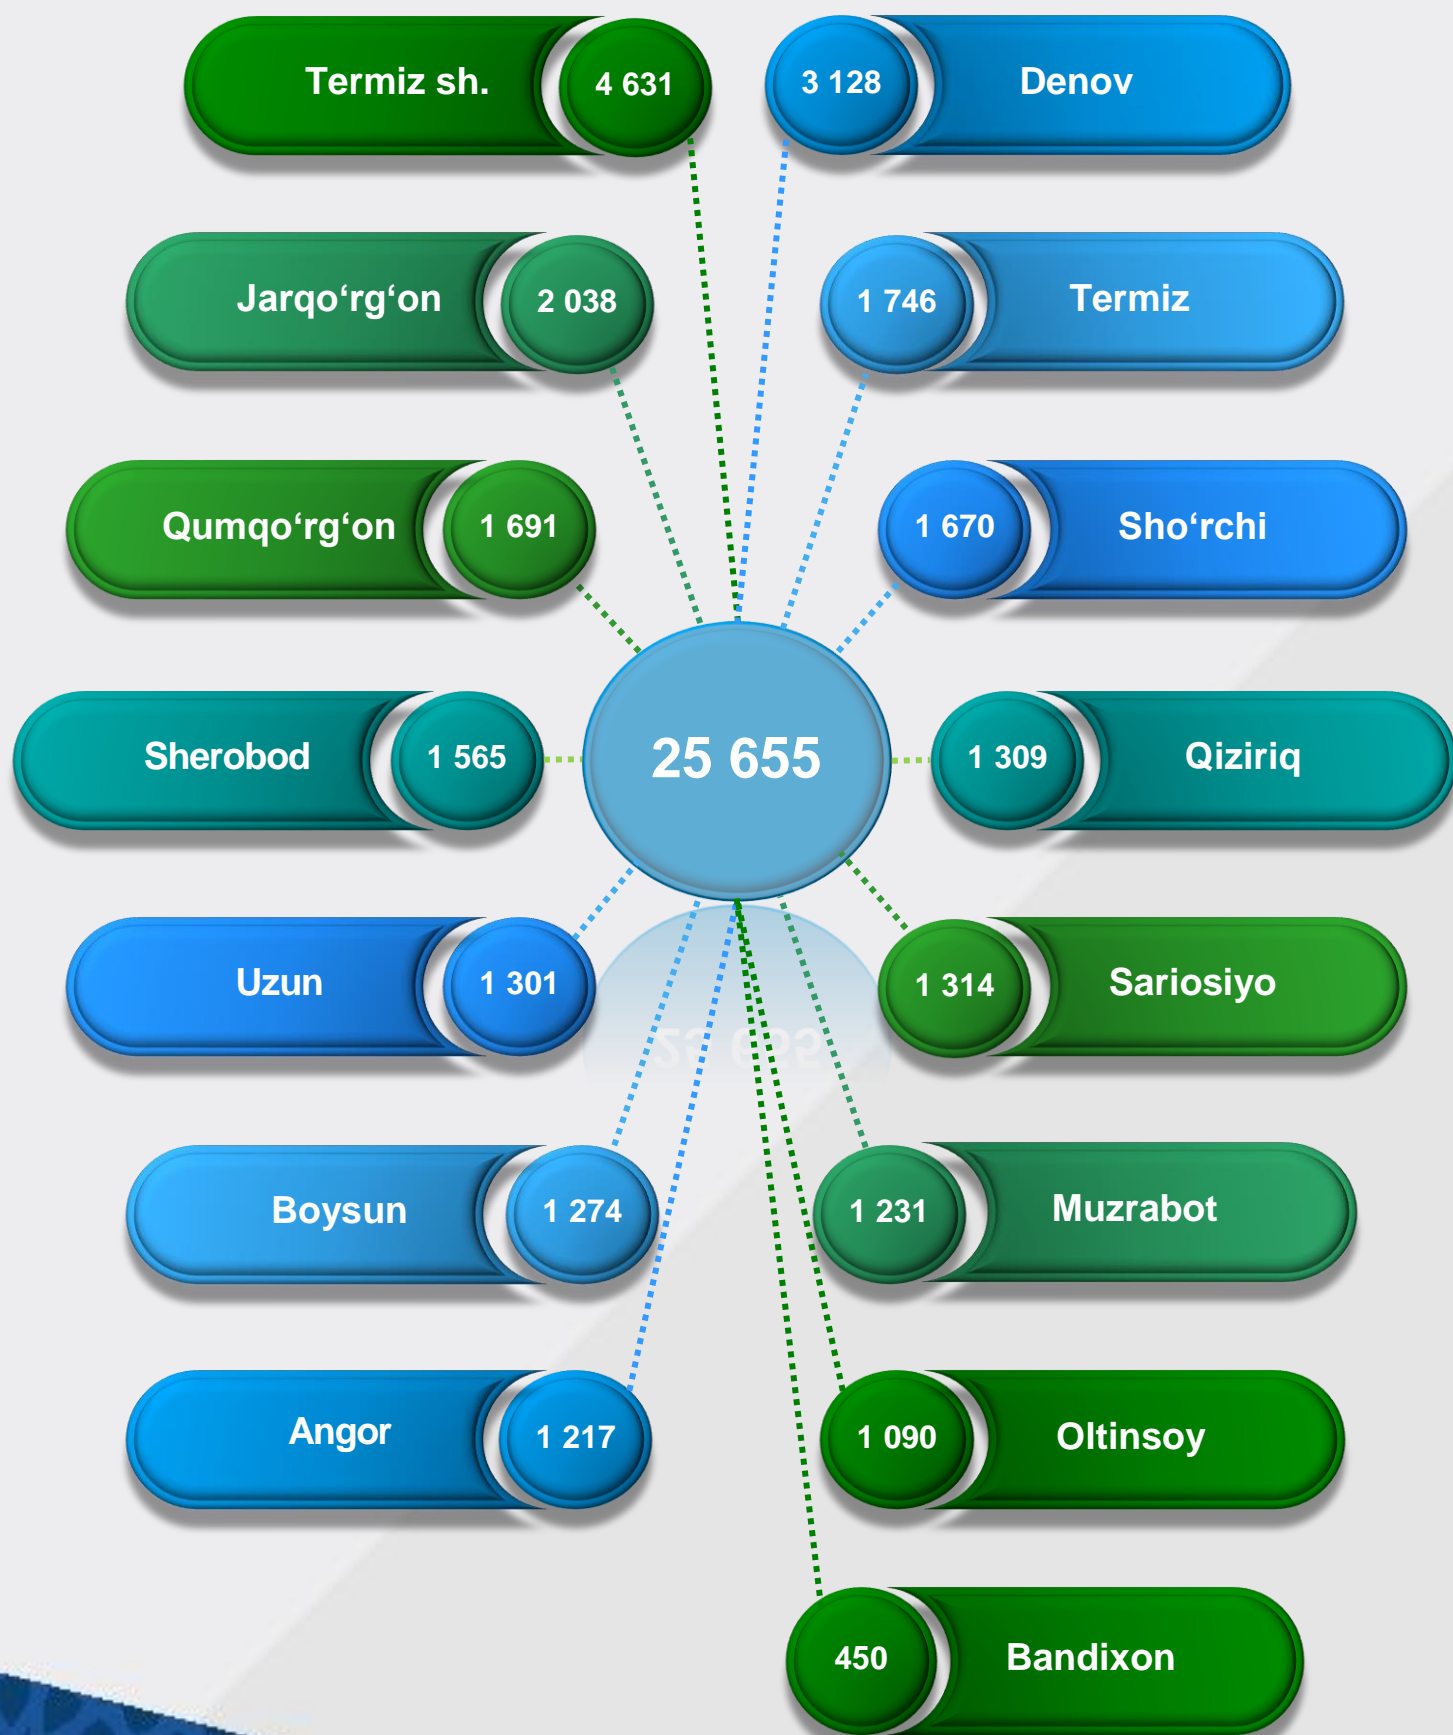 Termiz sh. 4 631
3 128 Denov
Jarqo‘rg‘on 2 038
1 746 Termiz
Qumqo‘rg‘on 1 691
1 670 Sho‘rchi
Sherobod 1 565
25 655
1 309 Qiziriq
Uzun 1 301
1 314 Sariosiyo
Boysun 1 274
1 231 Muzrabot
Angor 1 217
1 090 Oltinsoy
450 Bandixon